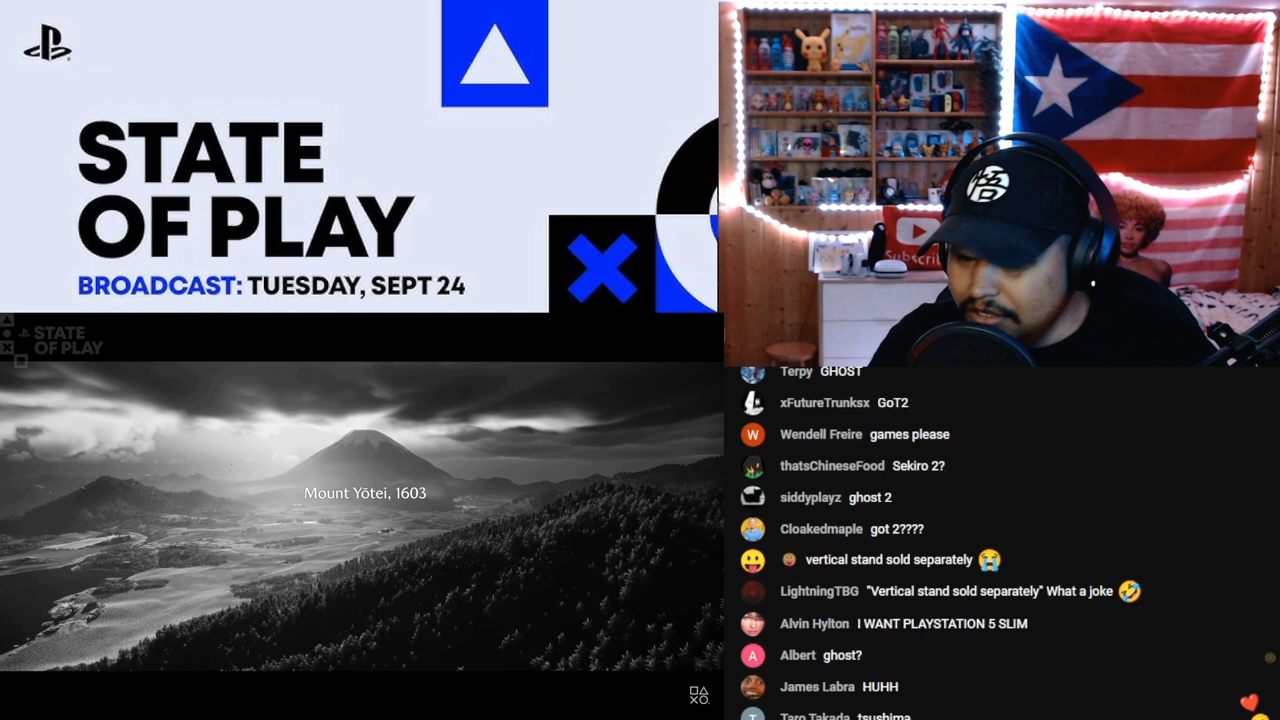 STATE
OF PLAY
BROADCAST: TUESDAY, SEPT 24
STATE
OF PLAY
Mount Yōtei, 1603
悟
Subscri
Terpy GHOST
xFutureTrunksx GoT2
W Wendell Freire games please
thatsChineseFood Sekiro 2?
siddyplayz ghost 2
Cloakedmaple got 2????
vertical stand sold separately 😭
LightningTBG "Vertical stand sold separately" What a joke 🤣
Alvin Hylton I WANT PLAYSTATION 5 SLIM
A Albert ghost?
James Labra HUHH
T Taro Takada tsushima